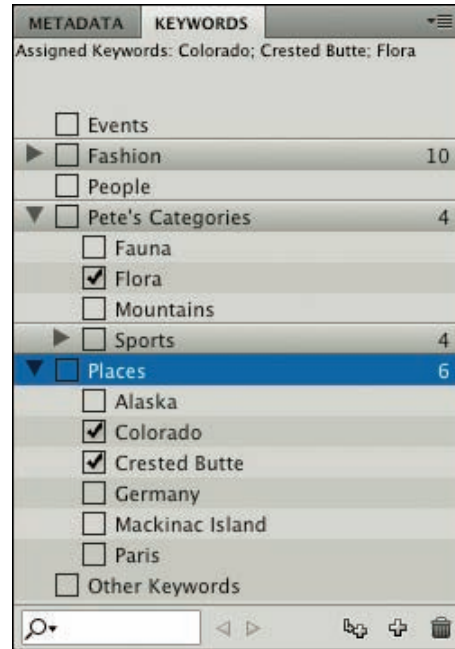 METADATA KEYWORDS
Assigned Keywords: Colorado; Crested Butte; Flora
Events
Fashion 10
People
Pete's Categories 4
Fauna
Flora
Mountains
Sports 4
Places 6
Alaska
Colorado
Crested Butte
Germany
Mackinac Island
Paris
Other Keywords